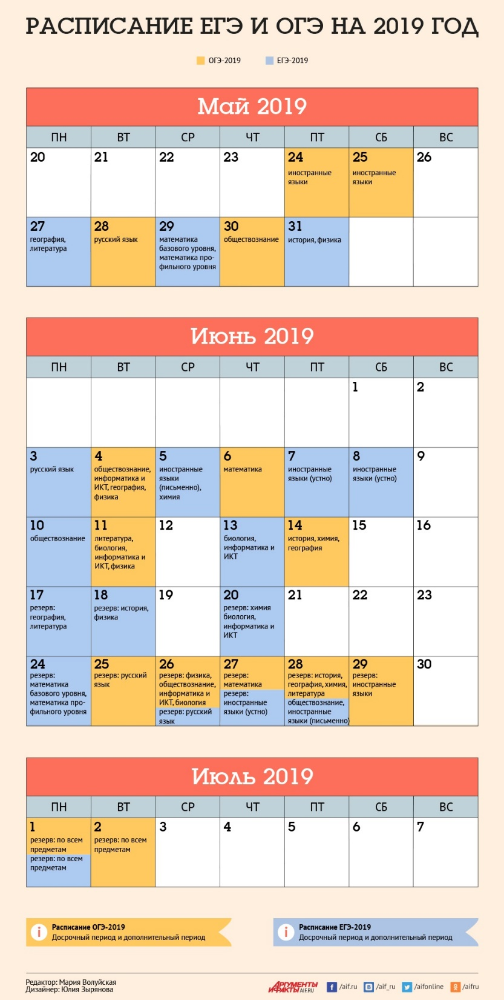 РАСПИСАНИЕ ЕГЭ И ОГЭ НА 2019 ГОД
ОГЭ-2019 ЕГЭ-2019
Май 2019
ПН ВТ СР ЧТ ПТ СБ ВС
20 21 22 23 24 25 26
иностранные
языки
иностранные
языки
27
география,
литература
28
русский язык
29
математика
базового уровня,
математика про-
фильного уровня
30
обществознание
31
история, физика
Июнь 2019
ПН ВТ СР ЧТ ПТ СБ ВС
1 2
3
русский язык
4
обществознание,
информатика и
ИКТ, география,
физика
5
иностранные
языки
(письменно),
химия
6
математика
7
иностранные
языки (устно)
8
иностранные
языки (устно)
9
10
обществознание
11
литература,
биология,
информатика и
ИКТ, физика
12
13
биология,
информатика и
ИКТ
14
история, химия,
география
15
16
17
резерв:
география,
литература
18
резерв: история,
физика
19
20
резерв: химия
биология,
информатика и
ИКТ
21
22
23
24
резерв:
математика
базового уровня,
математика про-
фильного уровня
25
резерв: русский
язык
26
резерв: физика,
обществознание,
информатика и
ИКТ, биология
резерв: русский
язык
27
резерв:
математика
резерв:
иностранные
языки (устно)
28
резерв: история,
география, химия,
литература
обществознание,
иностранные
языки (письменно)
29
резерв:
иностранные
языки
30
Июль 2019
ПН ВТ СР ЧТ ПТ СБ ВС
1
резерв: по всем
предметам
резерв: по всем
предметам
2
резерв: по всем
предметам
3
4
5
6
7
i
Расписание ОГЭ-2019
Досрочный период и дополнительный период
i
Расписание ЕГЭ-2019
Досрочный период и дополнительный период
Редактор: Мария Волуйская
Дизайнер: Юлия Зырянова
АРГУМЕНТЫ
И ФАКТЫ AIF.RU
/aif.ru /aif_ru /aifonline /aifru